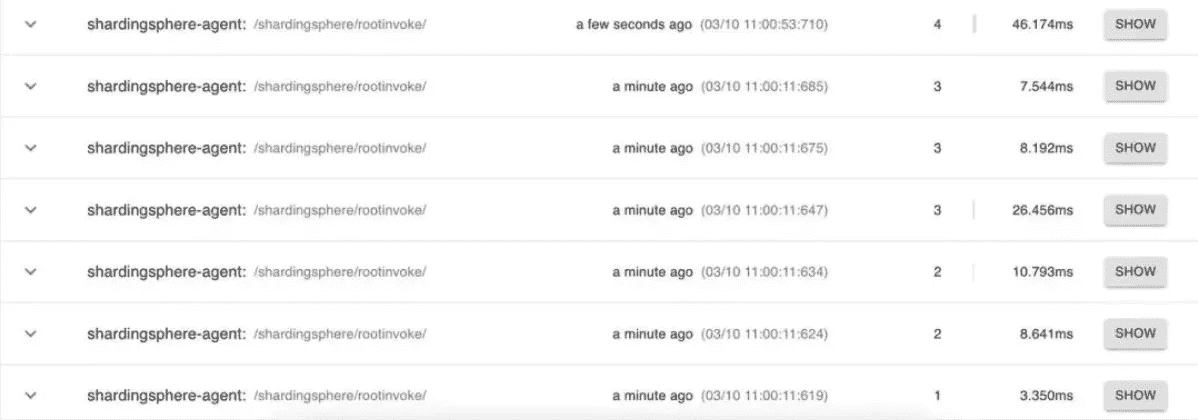 shardingsphere-agent: /shardingsphere/rootinvoke/ a few seconds ago (03/10 11:00:53:710) 4 46.174ms SHOW
shardingsphere-agent: /shardingsphere/rootinvoke/ a minute ago (03/10 11:00:11:685) 3 7.544ms SHOW
shardingsphere-agent: /shardingsphere/rootinvoke/ a minute ago (03/10 11:00:11:675) 3 8.192ms SHOW
shardingsphere-agent: /shardingsphere/rootinvoke/ a minute ago (03/10 11:00:11:647) 3 26.456ms SHOW
shardingsphere-agent: /shardingsphere/rootinvoke/ a minute ago (03/10 11:00:11:634) 2 10.793ms SHOW
shardingsphere-agent: /shardingsphere/rootinvoke/ a minute ago (03/10 11:00:11:624) 2 8.641ms SHOW
shardingsphere-agent: /shardingsphere/rootinvoke/ a minute ago (03/10 11:00:11:619) 1 3.350ms SHOW